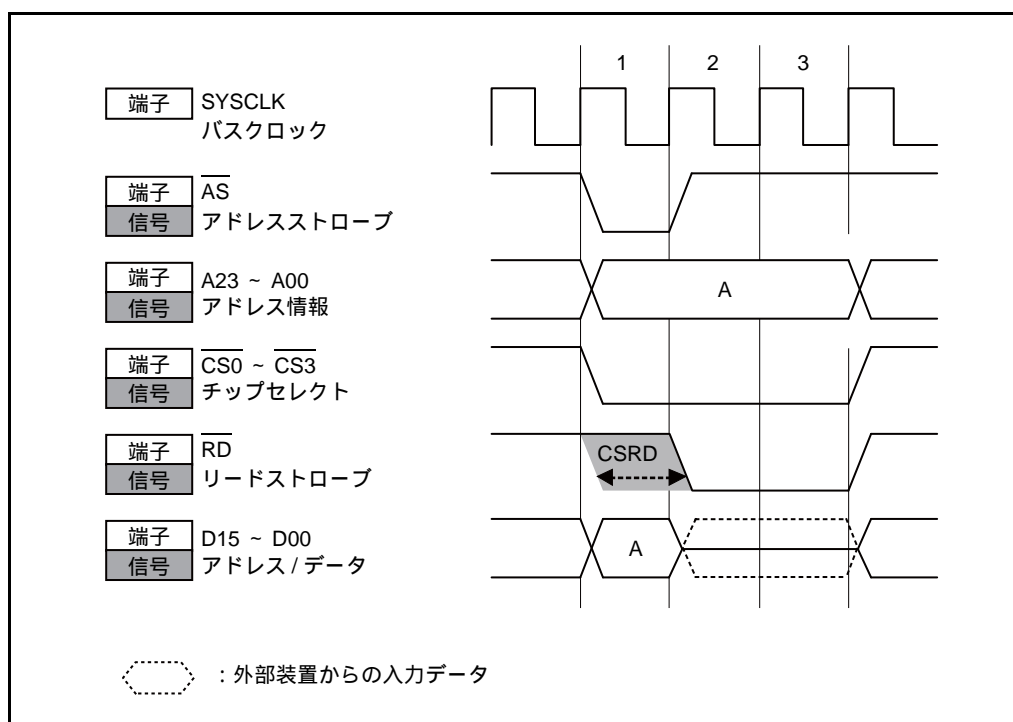 1 2 3
端子 SYSCLK
バスクロック
端子 AS
信号 アドレスストローブ
端子 A23 ~ A00
信号 アドレス情報
A
端子 CS0 ~ CS3
信号 チップセレクト
端子 RD
信号 リードストローブ
CSRD
端子 D15 ~ D00
信号 アドレス / データ
A
：外部装置からの入力データ